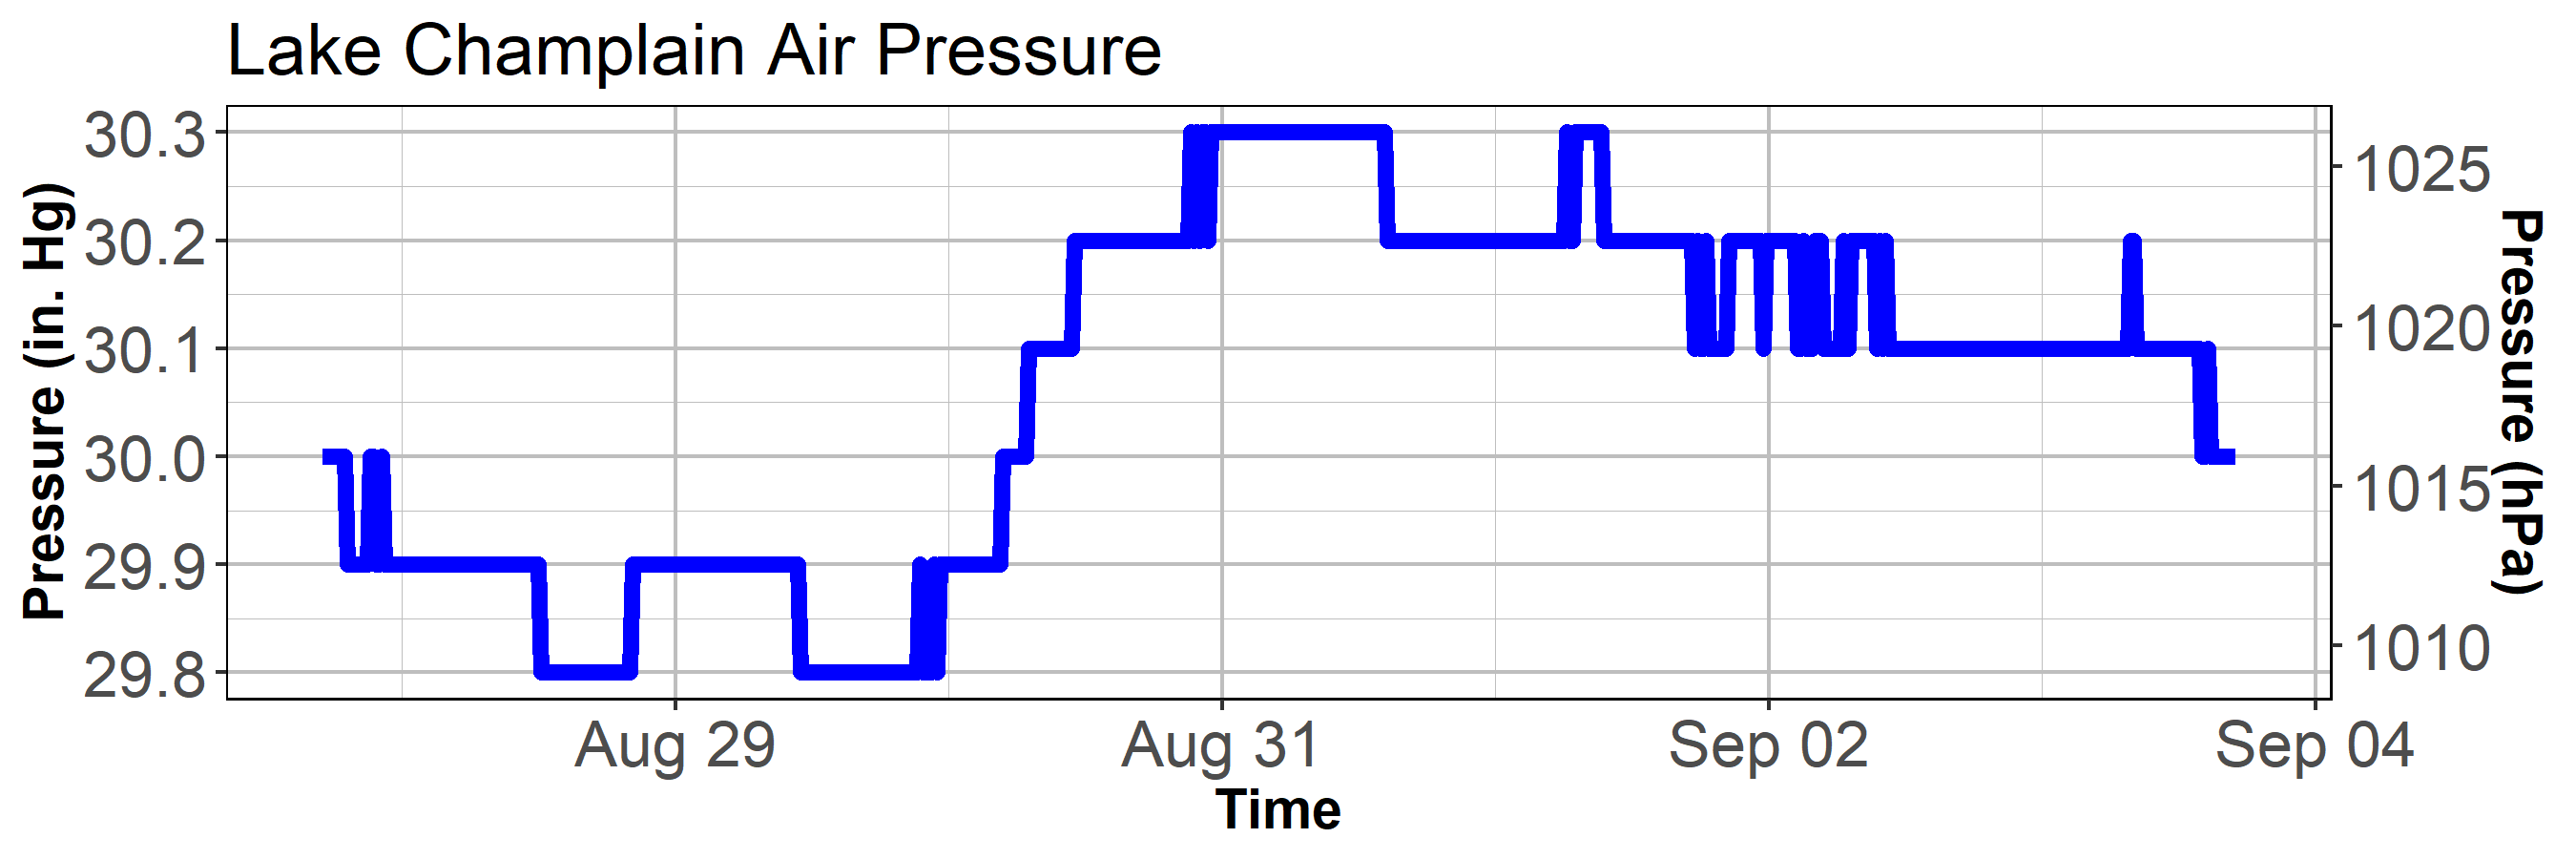 Lake Champlain Air Pressure
Pressure (in. Hg)
30.3
30.2
30.1
30.0
29.9
29.8
1025
1020
1015
1010
Pressure (hPa)
Aug 29 Aug 31 Sep 02 Sep 04
Time